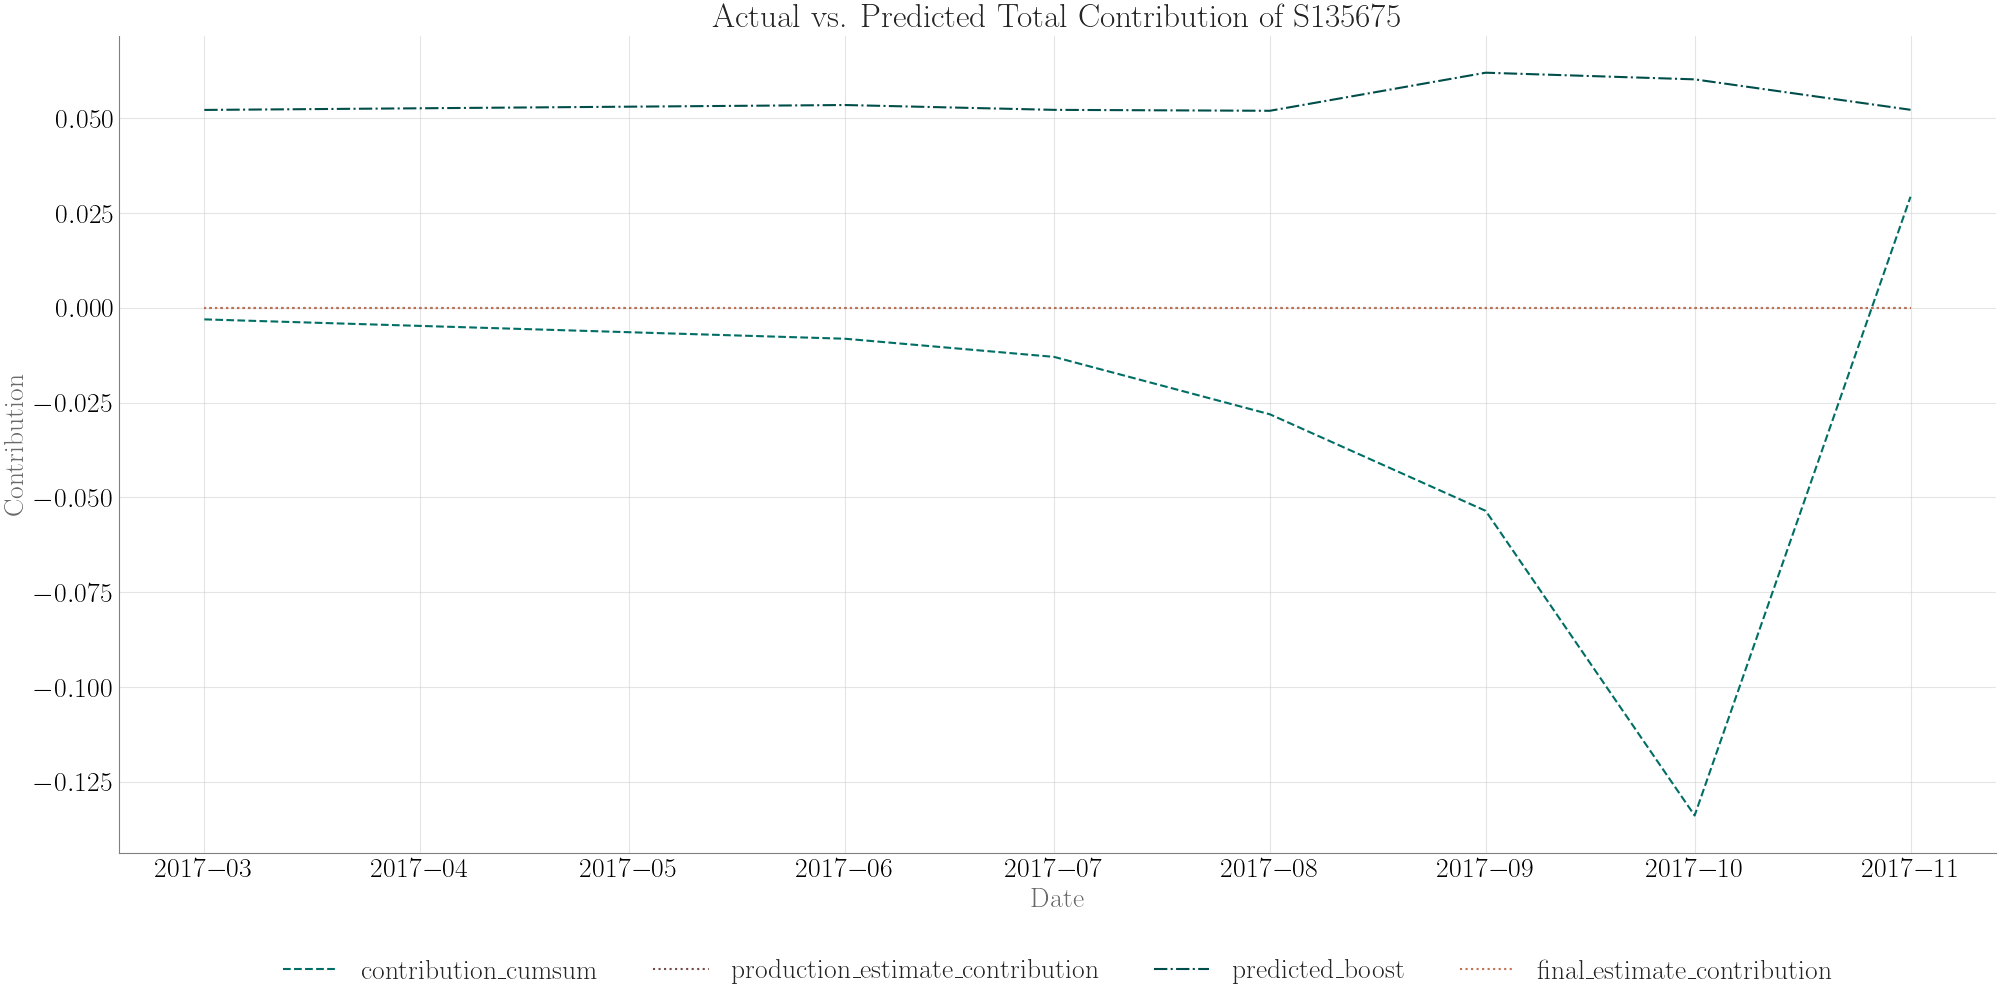 Actual vs. Predicted Total Contribution of S135675
0.050
0.025
0.000
−0.025
−0.050
−0.075
−0.100
−0.125
Contribution
2017−03 2017−04 2017−05 2017−06 2017−07 2017−08 2017−09 2017−10 2017−11
Date
contribution_cumsum production_estimate_contribution predicted_boost final_estimate_contribution